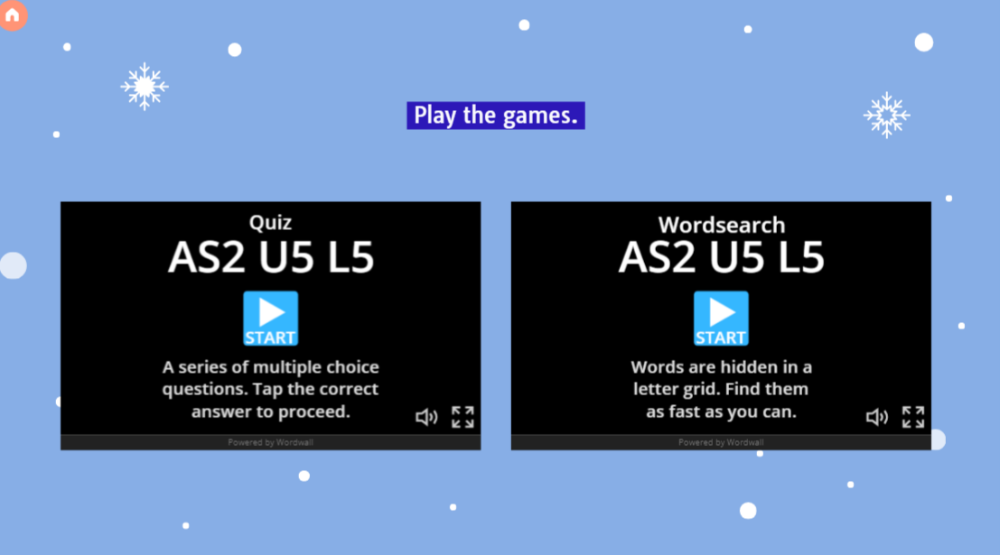 Play the games.
Quiz
AS2 U5 L5
START
A series of multiple choice
questions. Tap the correct
answer to proceed.
Powered by Wordwall
Wordsearch
AS2 U5 L5
START
Words are hidden in a
letter grid. Find them
as fast as you can.
Powered by Wordwall